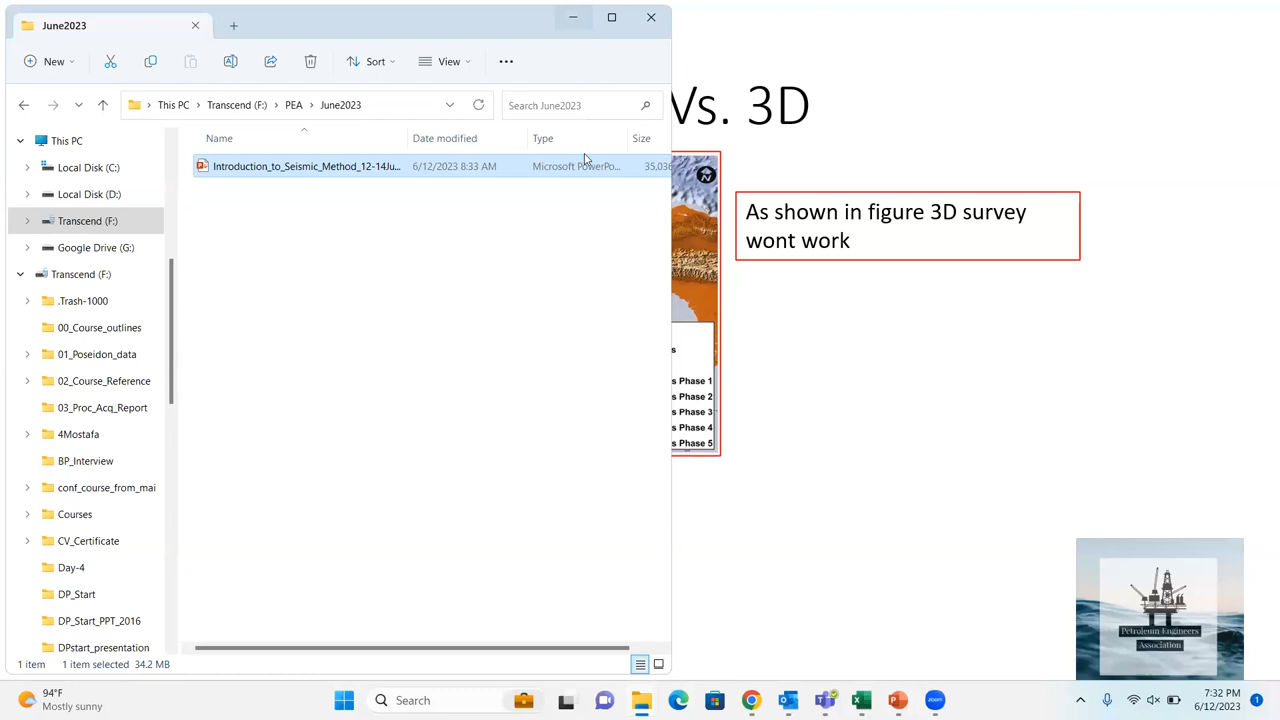 June2023
New
Sort
View
This PC
Transcend (F:)
PEA
June2023
Search June2023
Name
Date modified
Type
Size
Introduction_to_Seismic_Method_12-14Ju...
6/12/2023 8:33 AM
Microsoft PowerPo...
35,036
This PC
Local Disk (C:)
Local Disk (D:)
Transcend (F:)
Google Drive (G:)
Transcend (F:)
.Trash-1000
00_Course_outlines
01_Poseidon_data
02_Course_Reference
03_Proc_Acq_Report
4Mostafa
BP_Interview
conf_course_from_mai
Courses
CV_Certificate
Day-4
DP_Start
DP_Start_PPT_2016
DPstart_presentation
1 item
1 item selected 34.2 MB
Vs. 3D
N
s
s Phase 1
s Phase 2
s Phase 3
s Phase 4
s Phase 5
As shown in figure 3D survey
wont work
Petroleum Engineers
Association
94°F
Mostly sunny
Search
zoom
7:32 PM
6/12/2023
1